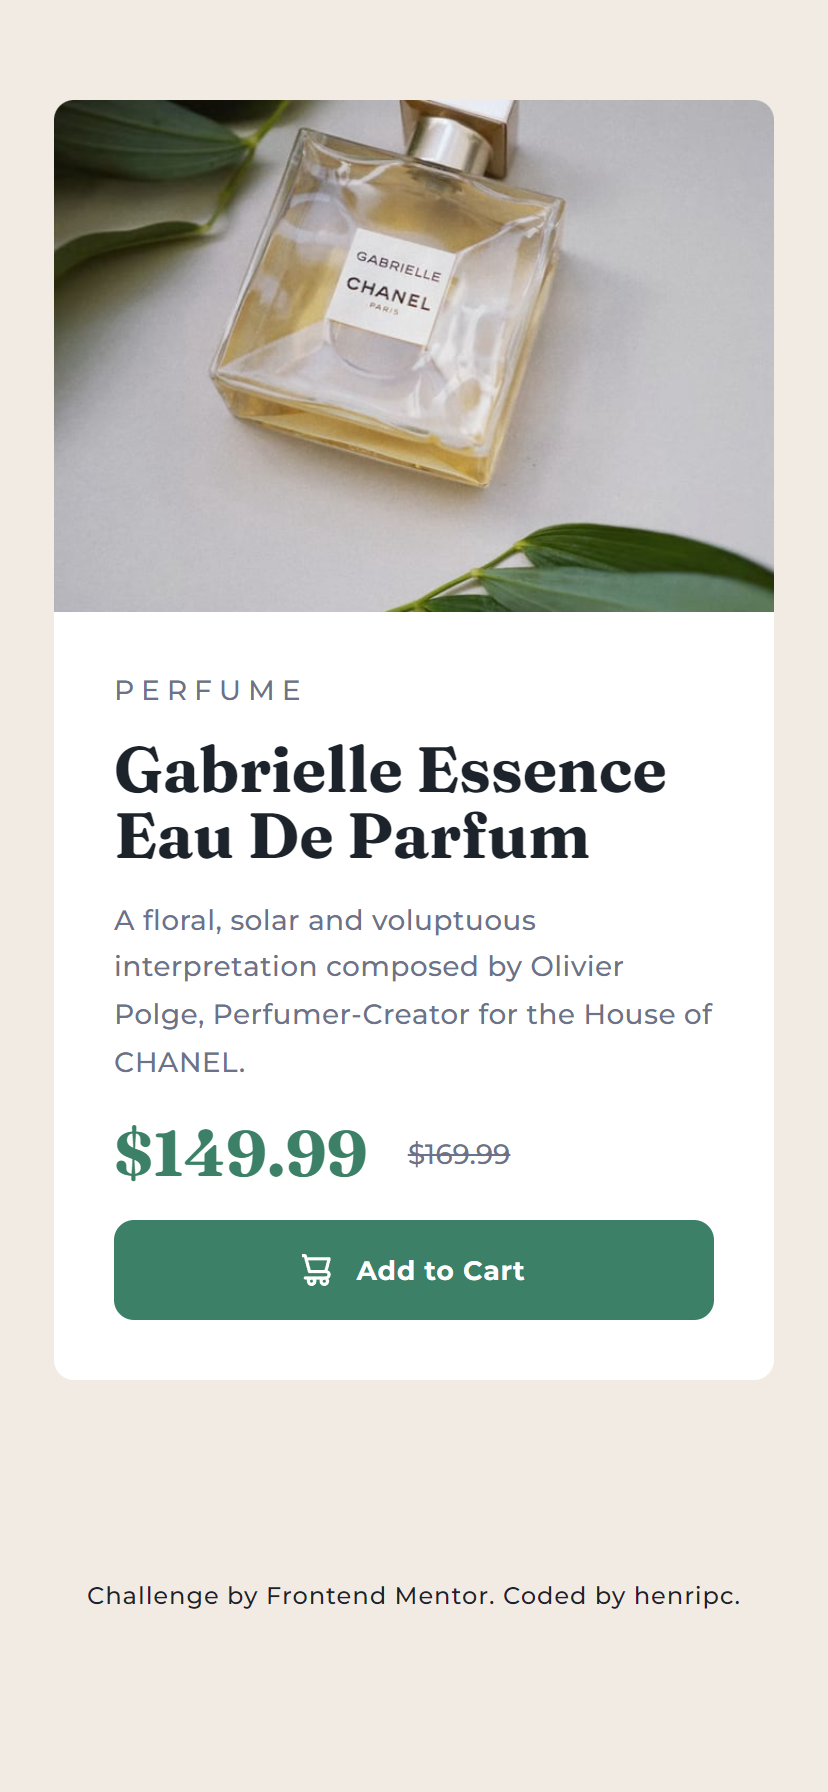 GABRIELLE
CHANEL
PARIS
PERFUME
Gabrielle Essence
Eau De Parfum
A floral, solar and voluptuous
interpretation composed by Olivier
Polge, Perfumer-Creator for the House of
CHANEL.
$149.99 $169.99
Add to Cart
Challenge by Frontend Mentor. Coded by henripc.